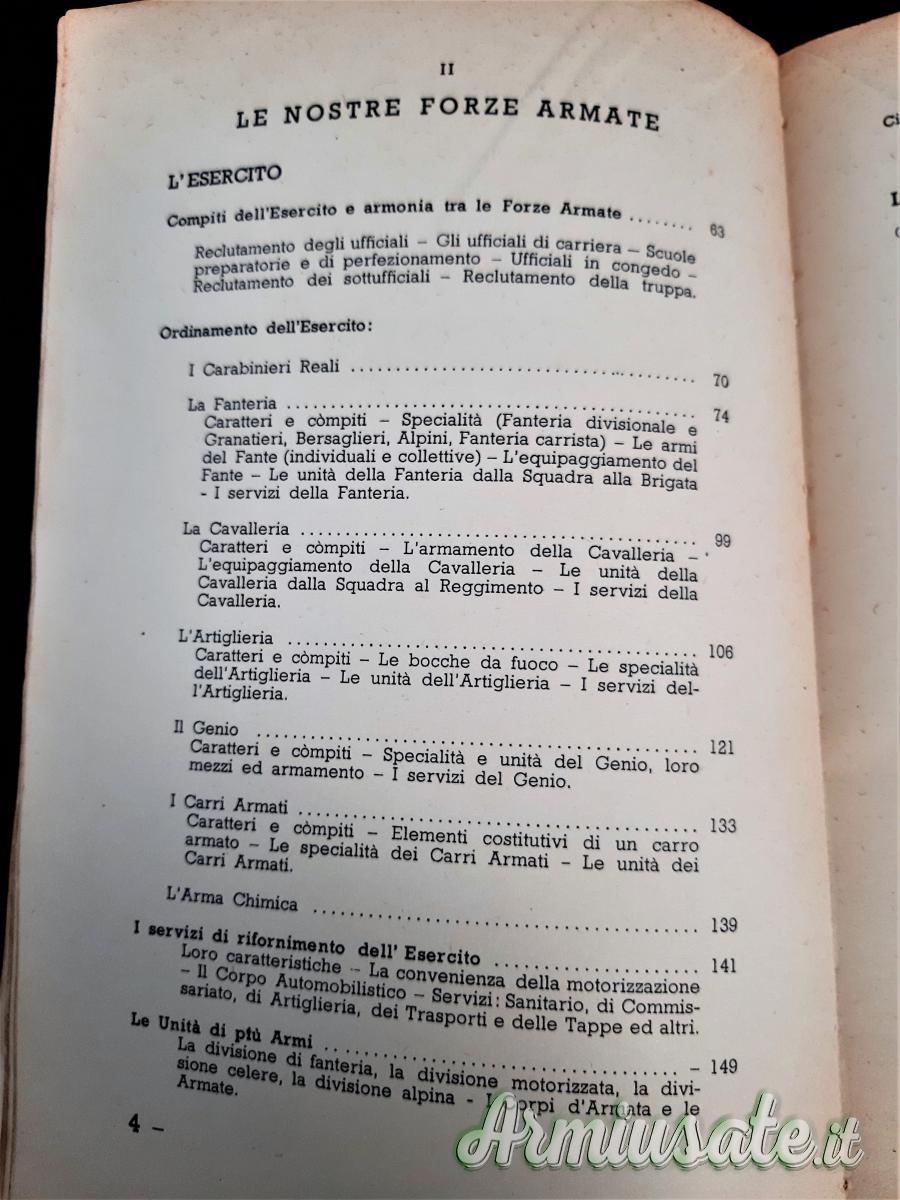 II
LE NOSTRE FORZE ARMATE
L'ESERCITO
Compiti dell'Esercito e armonia tra le Forze Armate ....... 63
Reclutamento degli ufficiali – Gli ufficiali di carriera – Scuole
preparatorie e di perfezionamento – Ufficiali in congedo –
Reclutamento dei sottufficiali – Reclutamento della truppa.
Ordinamento dell'Esercito:
I Carabinieri Reali ........................................ 70
La Fanteria ................................................ 74
Caratteri e còmpiti – Specialità (Fanteria divisionale e
Granatieri, Bersaglieri, Alpini, Fanteria carrista) – Le armi
del Fante (individuali e collettive) – L'equipaggiamento del
Fante – Le unità della Fanteria dalla Squadra alla Brigata
- I servizi della Fanteria.
La Cavalleria .............................................. 99
Caratteri e còmpiti – L'armamento della Cavalleria –
L'equipaggiamento della Cavalleria – Le unità della
Cavalleria dalla Squadra al Reggimento – I servizi della
Cavalleria.
L'Artiglieria .............................................. 106
Caratteri e còmpiti – Le bocche da fuoco – Le specialità
dell'Artiglieria – Le unità dell'Artiglieria – I servizi del-
l'Artiglieria.
Il Genio ................................................... 121
Caratteri e còmpiti – Specialità e unità del Genio, loro
mezzi ed armamento – I servizi del Genio.
I Carri Armati ............................................. 133
Caratteri e còmpiti – Elementi costitutivi di un carro
armato – Le specialità dei Carri Armati – Le unità dei
Carri Armati.
L'Arma Chimica ............................................. 139
I servizi di rifornimento dell'Esercito .................... 141
Loro caratteristiche – La convenienza della motorizzazione
– Il Corpo Automobilistico – Servizi: Sanitario, di Commis-
sariato, di Artiglieria, dei Trasporti e delle Tappe ed altri.
Le Unità di più Armi ....................................... – 149
La divisione di fanteria, la divisione motorizzata, la divi-
sione celere, la divisione alpina - I Corpi d'Armata e le
Armate.
4 –
Ci
L
Armiusate.it